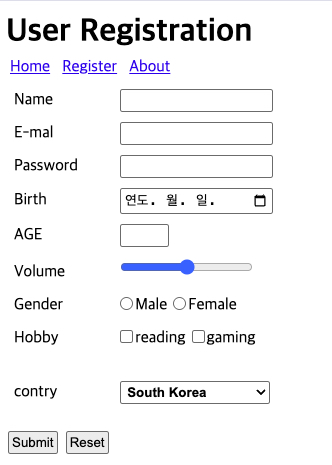 User Registration
Home Register About
Name
E-mal
Password
Birth 연도. 월. 일.
AGE
Volume
Gender Male Female
Hobby reading gaming
contry South Korea
Submit Reset